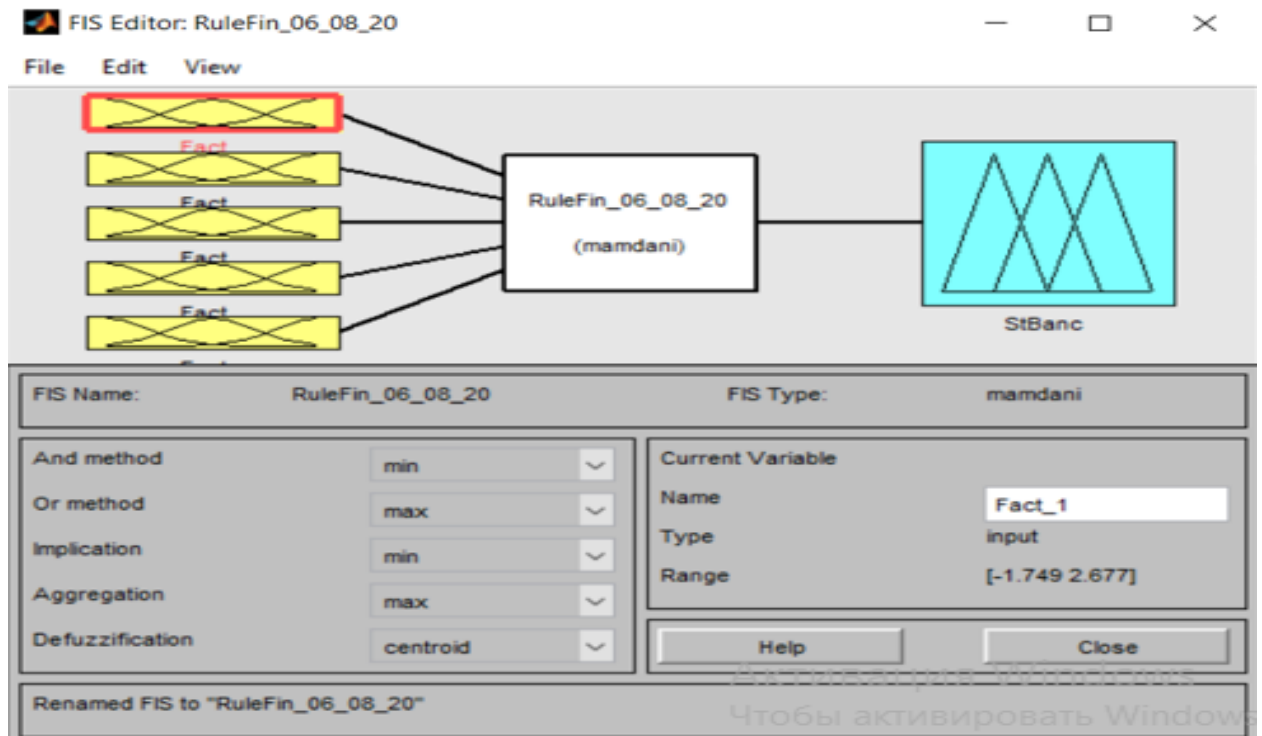 FIS Editor: RuleFin_06_08_20
File Edit View
Fact
Fact
Fact
Fact
RuleFin_06_08_20
(mamdani)
StBanc
FIS Name: RuleFin_06_08_20 FIS Type: mamdani
And method min
Or method max
Implication min
Aggregation max
Defuzzification centroid
Current Variable
Name Fact_1
Type input
Range [-1.749 2.677]
Help Close
Renamed FIS to "RuleFin_06_08_20"
Активация Windows
Чтобы активировать Windows